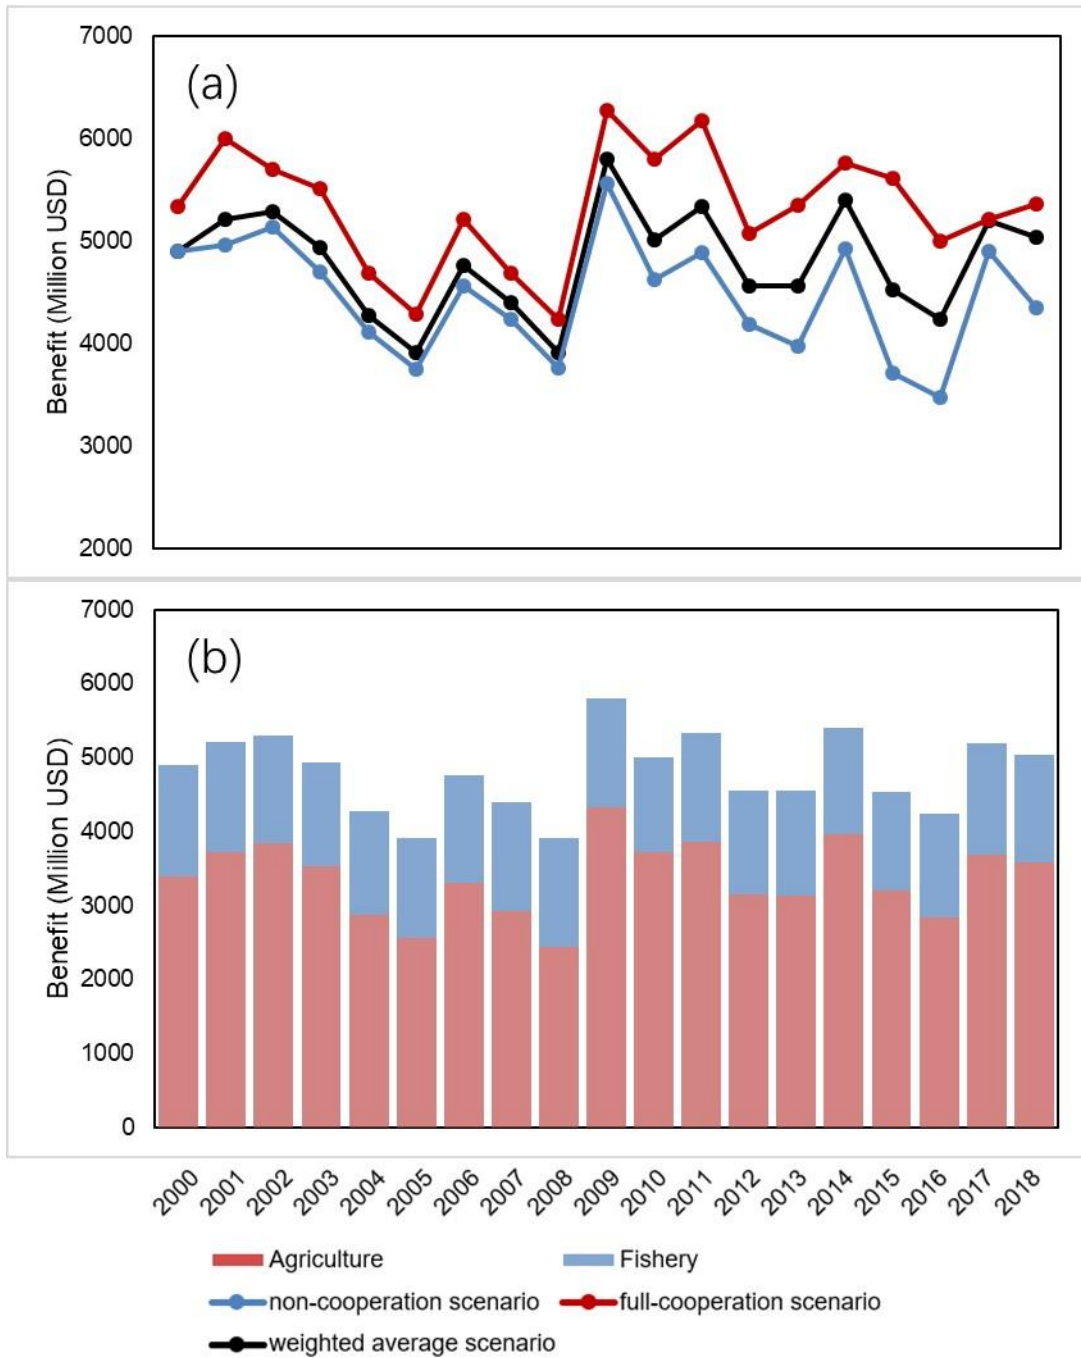 (a)
7000
6000
5000
4000
3000
2000
Benefit (Million USD)
(b)
7000
6000
5000
4000
3000
2000
1000
0
Benefit (Million USD)
2000 2001 2002 2003 2004 2005 2006 2007 2008 2009 2010 2011 2012 2013 2014 2015 2016 2017 2018
Agriculture Fishery
non-cooperation scenario full-cooperation scenario
weighted average scenario